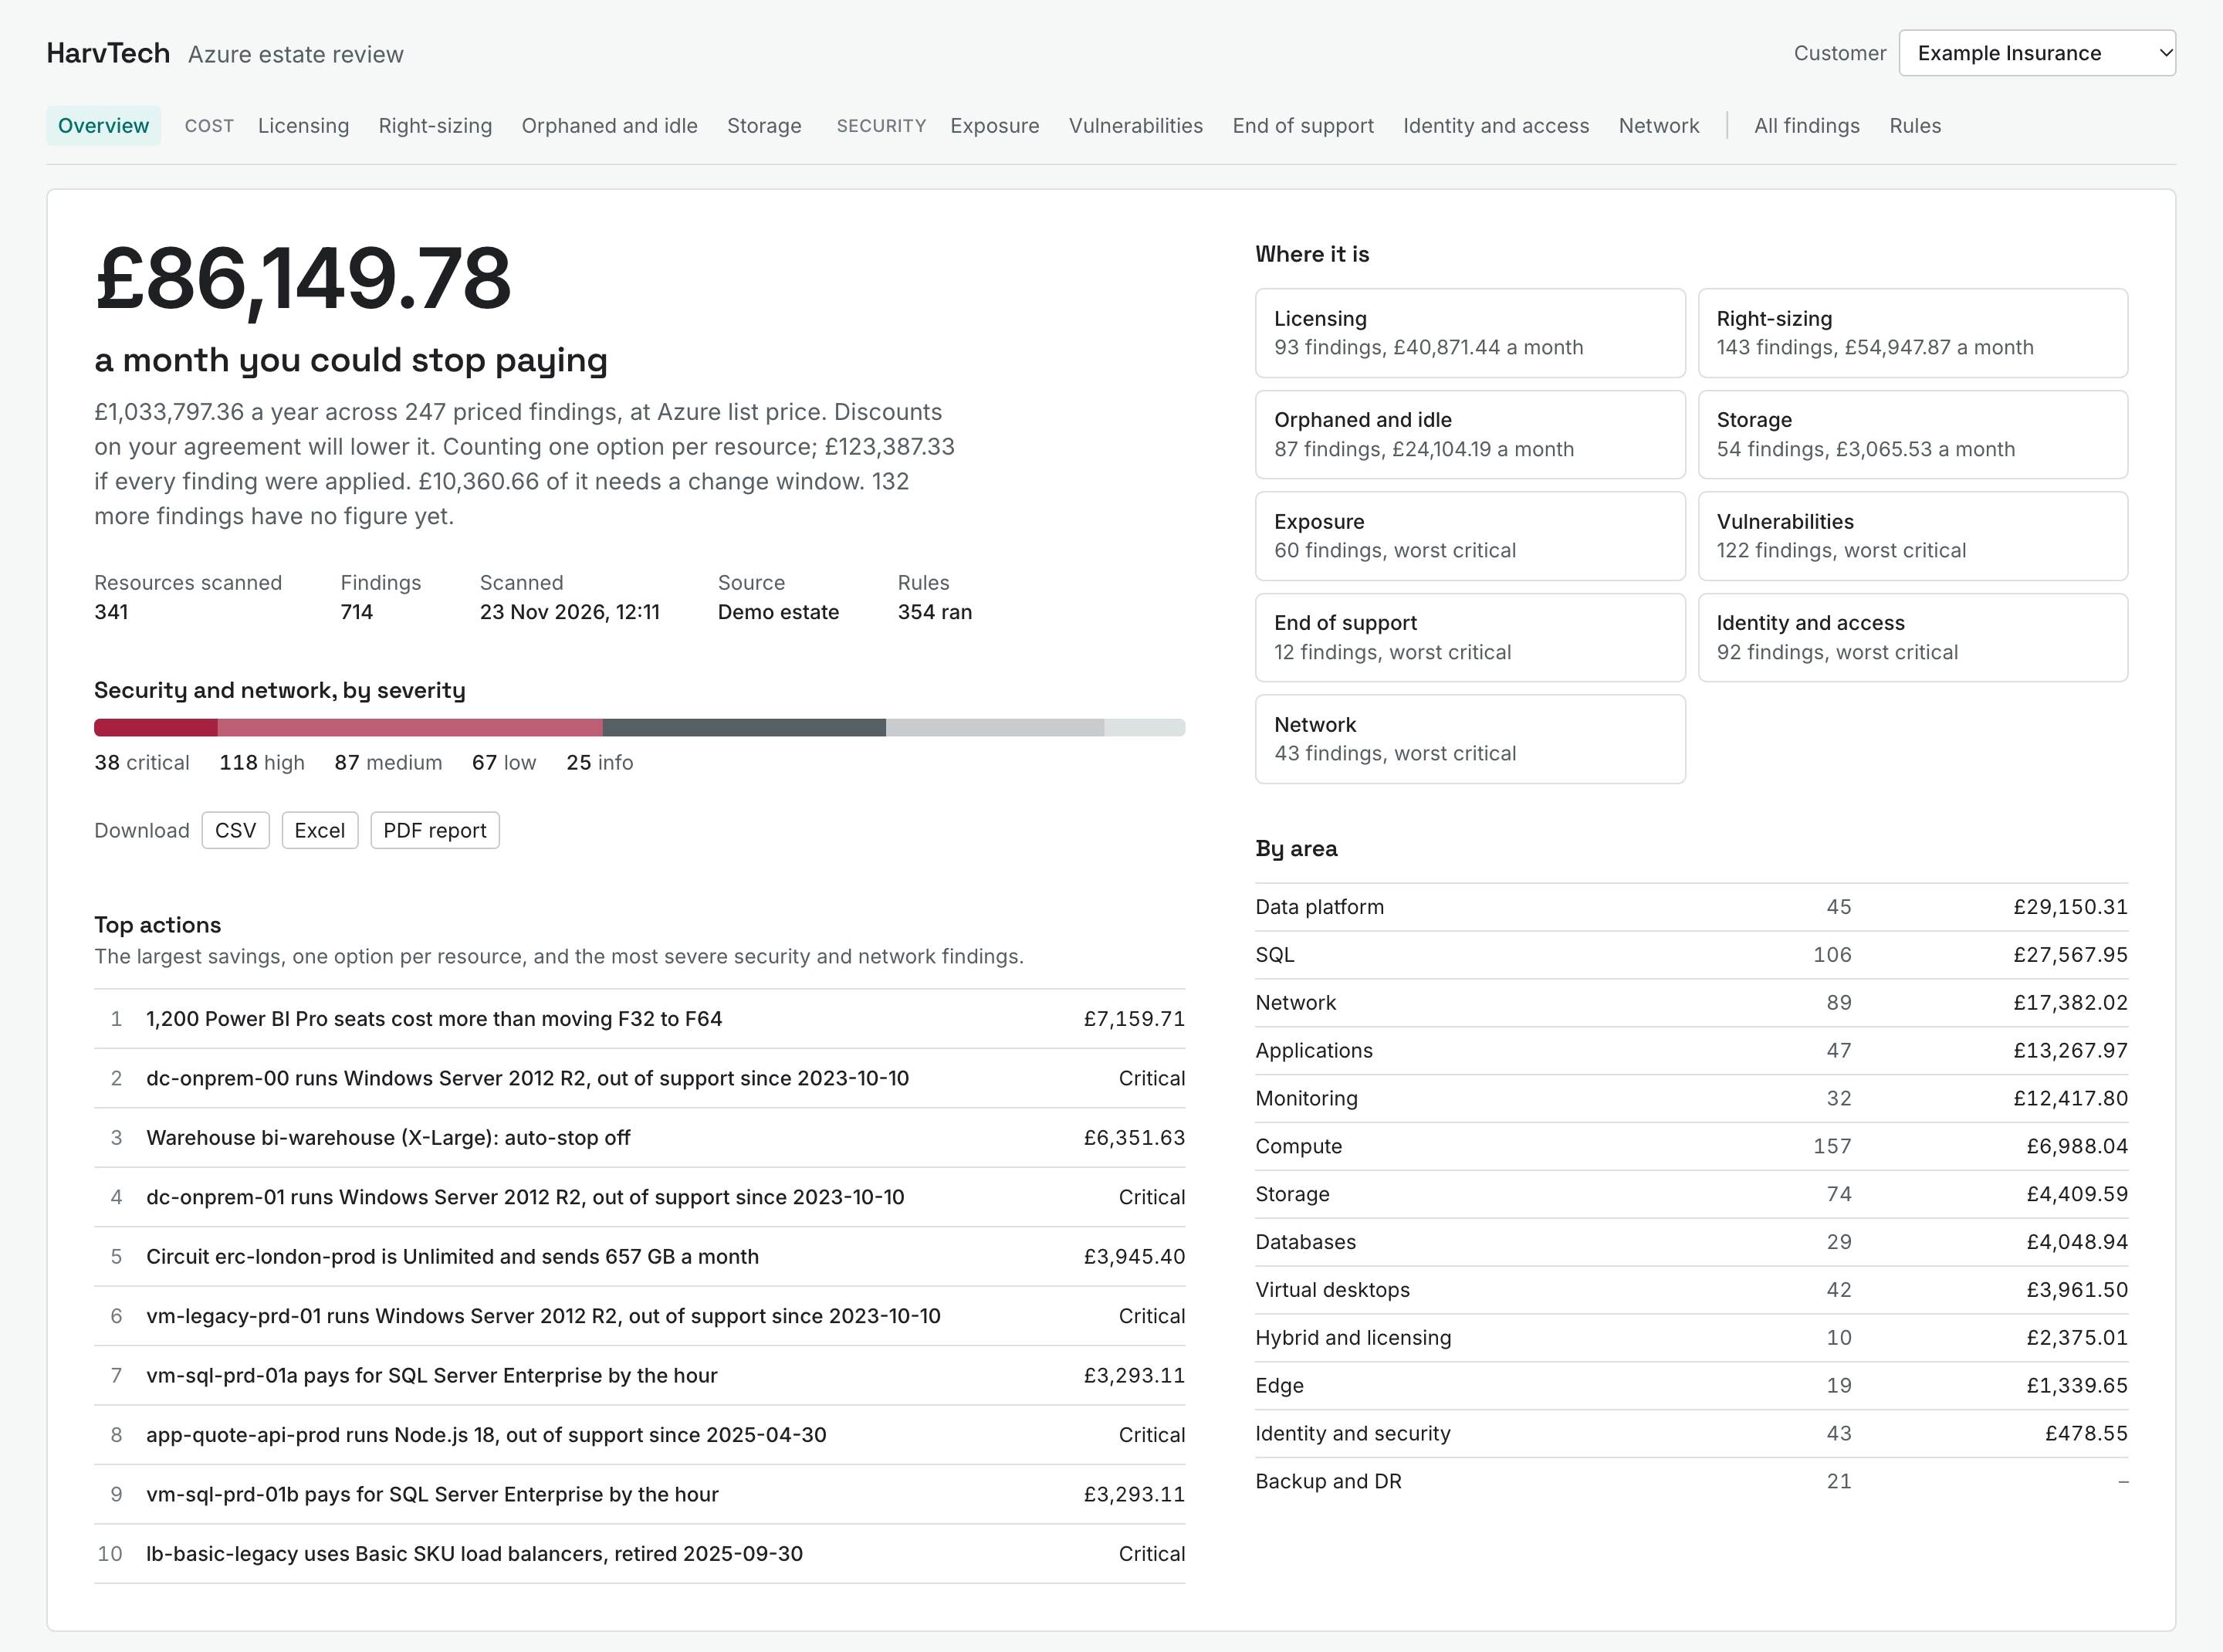 HarvTech Azure estate review
Customer Example Insurance
Overview COST Licensing Right-sizing Orphaned and idle Storage SECURITY Exposure Vulnerabilities End of support Identity and access Network All findings Rules
£86,149.78
a month you could stop paying
£1,033,797.36 a year across 247 priced findings, at Azure list price. Discounts
on your agreement will lower it. Counting one option per resource; £123,387.33
if every finding were applied. £10,360.66 of it needs a change window. 132
more findings have no figure yet.
Resources scanned Findings Scanned Source Rules
341 714 23 Nov 2026, 12:11 Demo estate 354 ran
Security and network, by severity
38 critical 118 high 87 medium 67 low 25 info
Download CSV Excel PDF report
Top actions
The largest savings, one option per resource, and the most severe security and network findings.
1 1,200 Power BI Pro seats cost more than moving F32 to F64 £7,159.71
2 dc-onprem-00 runs Windows Server 2012 R2, out of support since 2023-10-10 Critical
3 Warehouse bi-warehouse (X-Large): auto-stop off £6,351.63
4 dc-onprem-01 runs Windows Server 2012 R2, out of support since 2023-10-10 Critical
5 Circuit erc-london-prod is Unlimited and sends 657 GB a month £3,945.40
6 vm-legacy-prd-01 runs Windows Server 2012 R2, out of support since 2023-10-10 Critical
7 vm-sql-prd-01a pays for SQL Server Enterprise by the hour £3,293.11
8 app-quote-api-prod runs Node.js 18, out of support since 2025-04-30 Critical
9 vm-sql-prd-01b pays for SQL Server Enterprise by the hour £3,293.11
10 lb-basic-legacy uses Basic SKU load balancers, retired 2025-09-30 Critical
Where it is
Licensing
93 findings, £40,871.44 a month
Right-sizing
143 findings, £54,947.87 a month
Orphaned and idle
87 findings, £24,104.19 a month
Storage
54 findings, £3,065.53 a month
Exposure
60 findings, worst critical
Vulnerabilities
122 findings, worst critical
End of support
12 findings, worst critical
Identity and access
92 findings, worst critical
Network
43 findings, worst critical
By area
Data platform 45 £29,150.31
SQL 106 £27,567.95
Network 89 £17,382.02
Applications 47 £13,267.97
Monitoring 32 £12,417.80
Compute 157 £6,988.04
Storage 74 £4,409.59
Databases 29 £4,048.94
Virtual desktops 42 £3,961.50
Hybrid and licensing 10 £2,375.01
Edge 19 £1,339.65
Identity and security 43 £478.55
Backup and DR 21 –